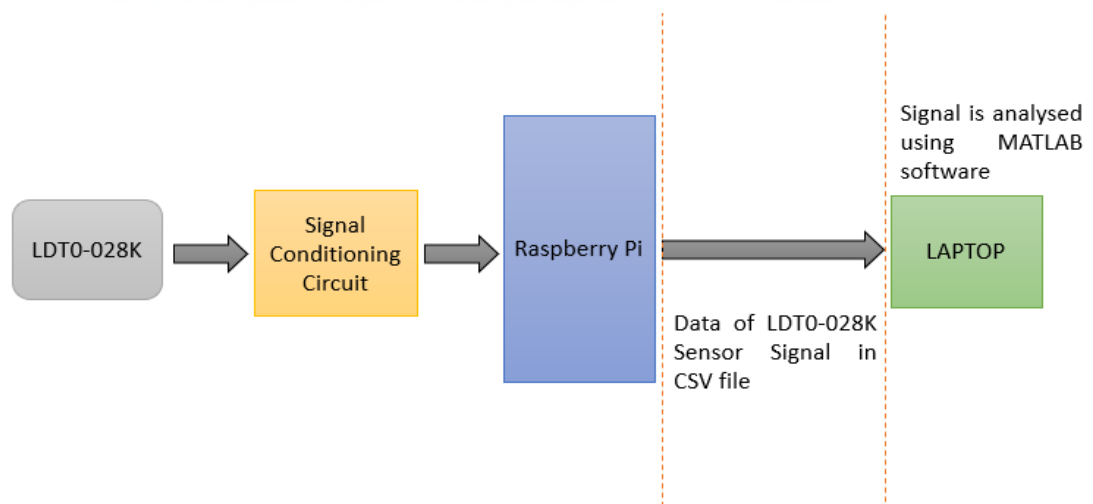 LDT0-028K
Signal
Conditioning
Circuit
Raspberry Pi
Data of LDT0-028K
Sensor Signal in
CSV file
Signal is analysed
using MATLAB
software
LAPTOP